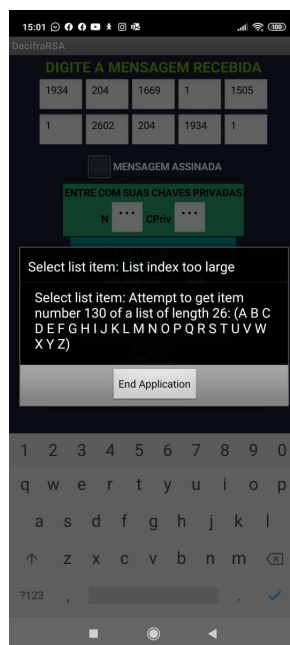 15:01 100
DecifraRSA
DIGITE A MENSAGEM RECEBIDA
1934 204 1669 1 1505
1 2602 204 1934 1
MENSAGEM ASSINADA
ENTRE COM SUAS CHAVES PRIVADAS
N ... CPriv ...
Select list item: List index too large
Select list item: Attempt to get item
number 130 of a list of length 26: (A B C
D E F G H I J K L M N O P Q R S T U V W
X Y Z)
End Application
1 2 3 4 5 6 7 8 9 0
q w e r t y u i o p
a s d f g h j k l
z x c v b n m
?123 , .